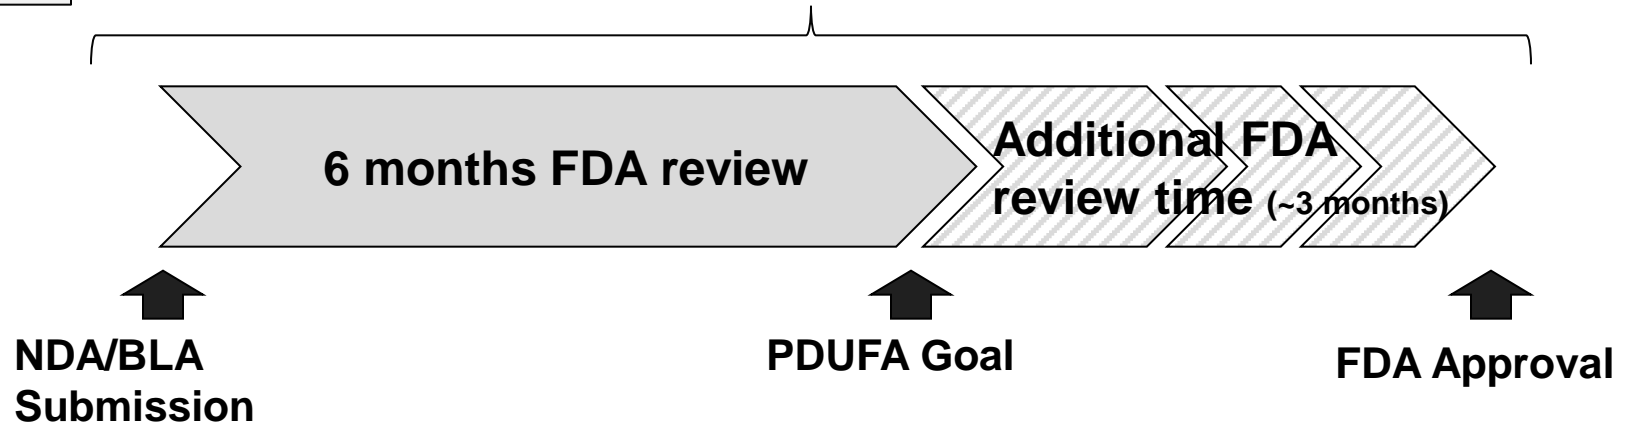 6 months FDA review
Additional FDA
review time (~3 months)
NDA/BLA
Submission
PDUFA Goal
FDA Approval